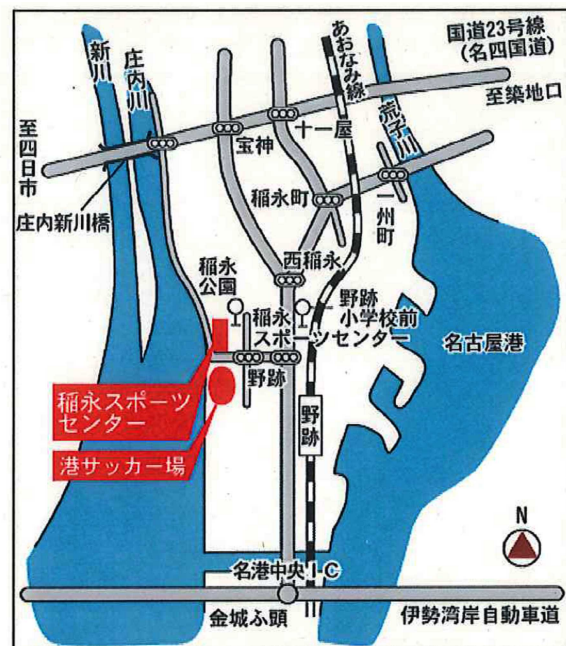 新川
庄内川
あおなみ線
国道23号線
(名四国道)
至築地口
荒子川
至四日市
宝神
十一屋
庄内新川橋
稲永町
一州町
西稲永
稲永
公園
稲永
スポーツセンター
野跡
小学校前
名古屋港
野跡
稲永スポーツ
センター
港サッカー場
野跡
N
名港中央I・C
金城ふ頭
伊勢湾岸自動車道